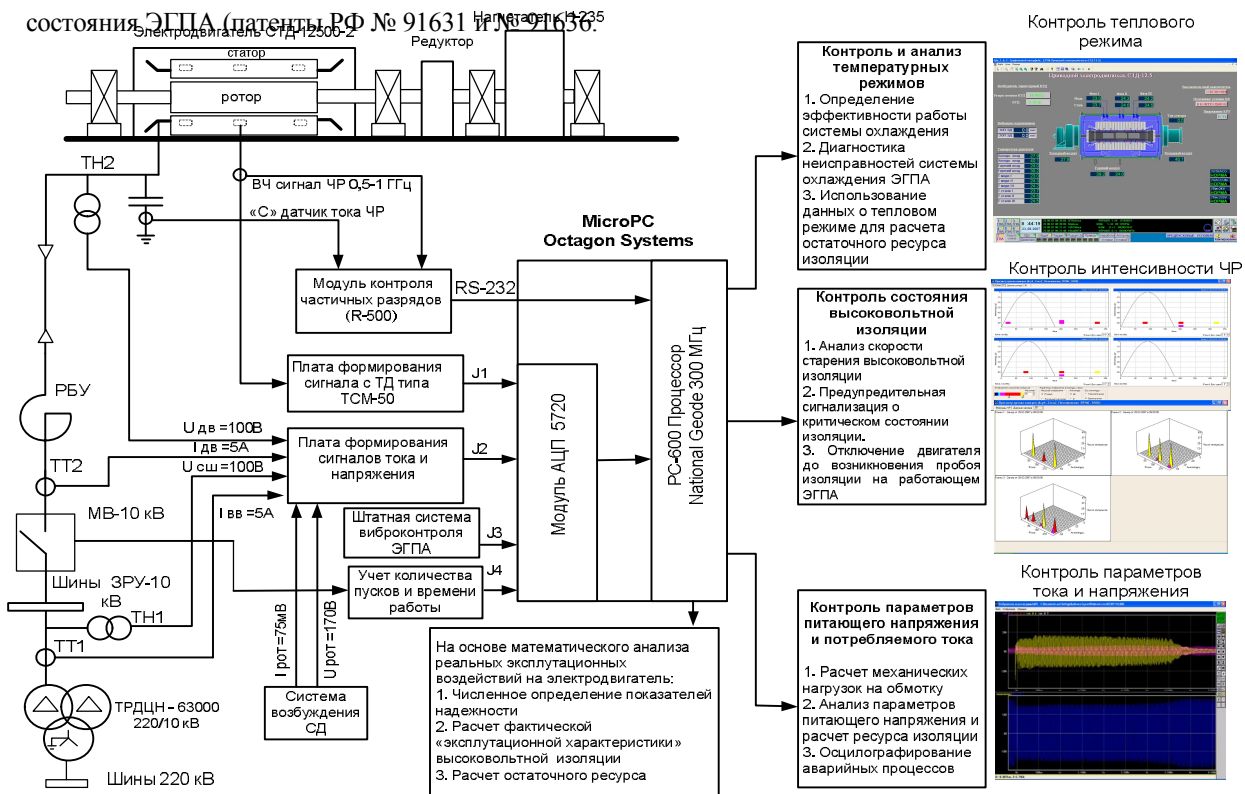 состояния ЭГПА (патенты РФ № 91631 и № 91636.
Электродвигатель СТД-12500-2
Нагнетатель Н-235
Редуктор
статор
ротор
ТН2
ВЧ сигнал ЧР 0,5-1 ГГц
«С» датчик тока ЧР
MicroPC
Octagon Systems
Модуль контроля
частичных разрядов
(R-500)
RS-232
Плата формирования
сигнала с ТД типа
ТСМ-50
J1
РБУ
U дв =100В
I дв =5А
U сш =100В
I вв =5А
Плата формирования
сигналов тока и
напряжения
J2
ТТ2
МВ-10 кВ
Штатная система
виброконтроля
ЭГПА
J3
Учет количества
пусков и времени
работы
J4
Модуль АЦП 5720
PC-600 Процессор
National Geode 300 МГц
Шины ЗРУ-10
кВ
ТН1
ТТ1
I рот =75мВ
U рот =170В
Система
возбуждения
СД
ТРДЦН – 63000
220/10 кВ
Шины 220 кВ
На основе математического анализа
реальных эксплутационных
воздействий на электродвигатель:
1. Численное определение показателей
надежности
2. Расчет фактической
«эксплутационной характеристики»
высоковольтной изоляции
3. Расчет остаточного ресурса
Контроль и анализ
температурных
режимов
1. Определение
эффективности работы
системы охлаждения
2. Диагностика
неисправностей системы
охлаждения ЭГПА
3. Использование
данных о тепловом
режиме для расчета
остаточного ресурса
изоляции
Контроль состояния
высоковольтной
изоляции
1. Анализ скорости
старения высоковольтной
изоляции
2. Предупредительная
сигнализация о
критическом состоянии
изоляции.
3. Отключение двигателя
до возникновения пробоя
изоляции на работающем
ЭГПА
Контроль параметров
питающего напряжения
и потребляемого тока
1. Расчет механических
нагрузок на обмотку
2. Анализ параметров
питающего напряжения и
расчет ресурса изоляции
3. Осцилографирование
аварийных процессов
Контроль теплового
режима
Приводной электродвигатель СТД-12,5
Контроль интенсивности ЧР
Контроль параметров
тока и напряжения